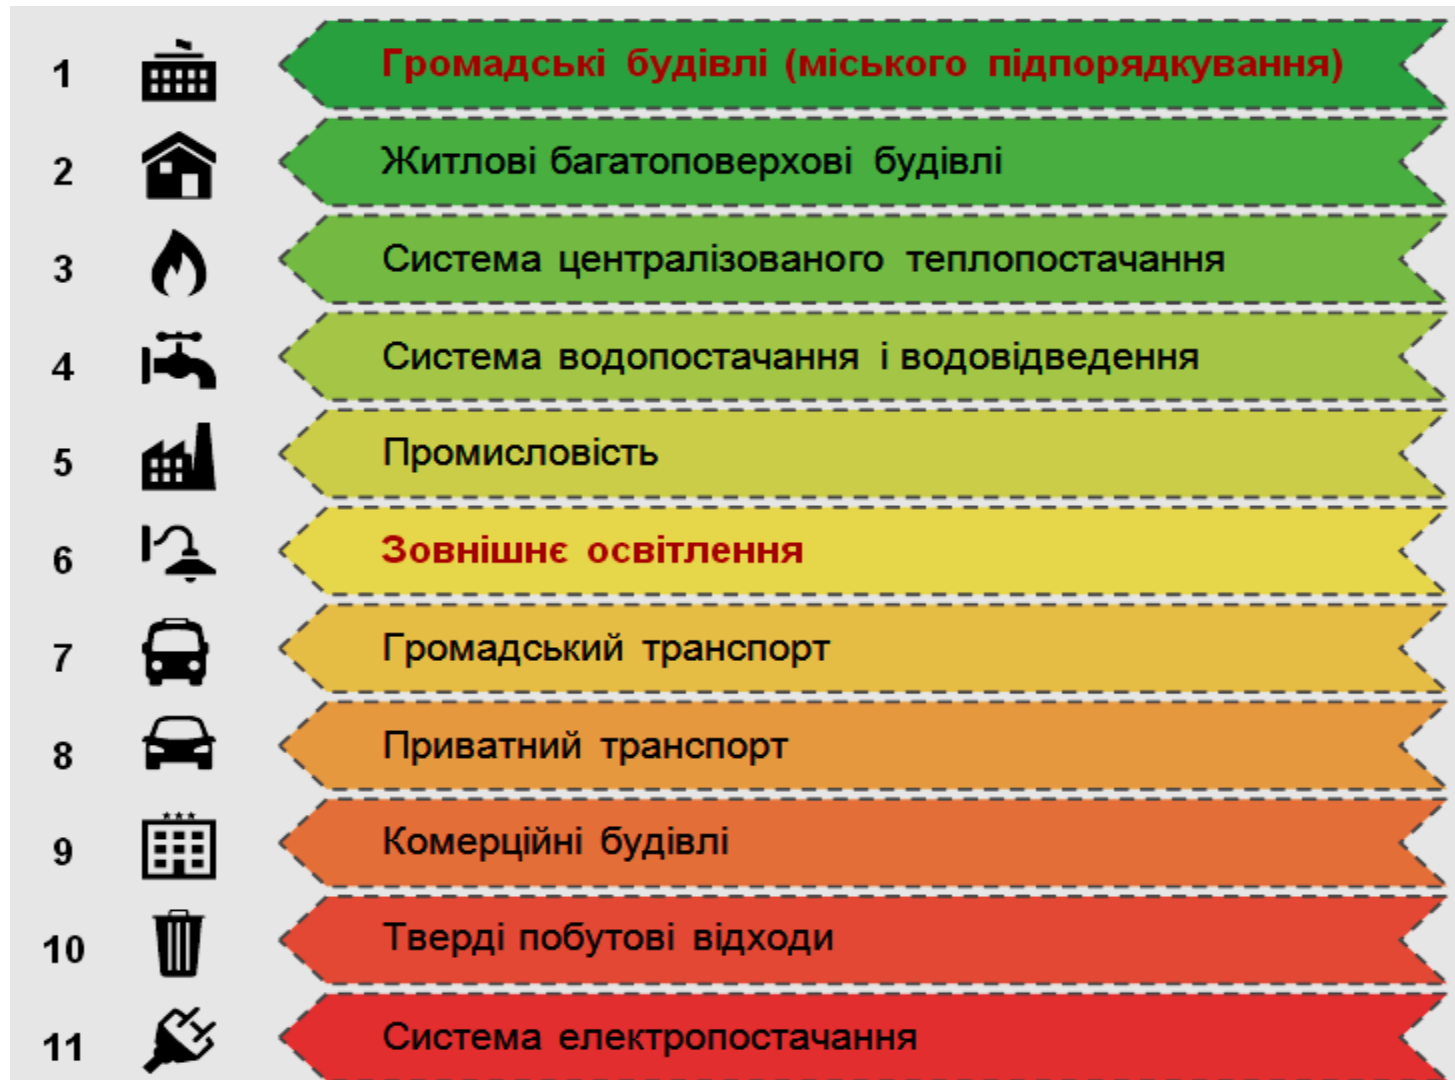 1 Громадські будівлі (міського підпорядкування)
2 Житлові багатоповерхові будівлі
3 Система централізованого теплопостачання
4 Система водопостачання і водовідведення
5 Промисловість
6 Зовнішнє освітлення
7 Громадський транспорт
8 Приватний транспорт
9 Комерційні будівлі
10 Тверді побутові відходи
11 Система електропостачання